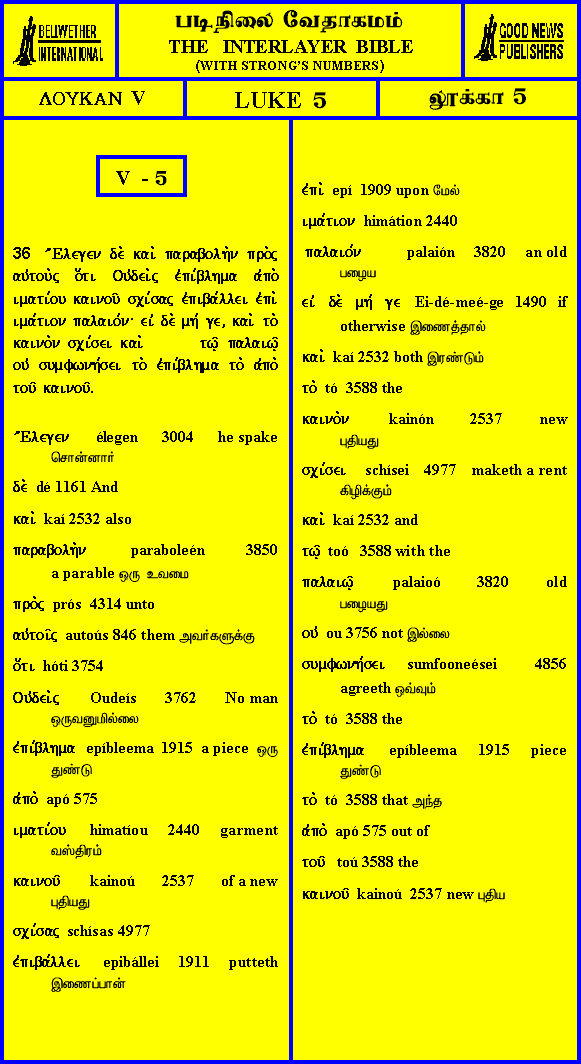 BELLWETHER
INTERNATIONAL
படிநிலை வேதாகமம்
THE INTERLAYER BIBLE
(WITH STRONG'S NUMBERS)
GOOD NEWS
PUBLISHERS
ΛΟΥΚΑΝ V
LUKE 5
லூக்கா 5
V - 5
36 Ἔλεγεν δὲ καὶ παραβολὴν πρὸς
αὐτοὺς ὅτι Οὐδεὶς ἐπίβλημα ἀπὸ
ιματίου καινοῦ σχίσας ἐπιβάλλει ἐπὶ
ιμάτιον παλαιόν· εἰ δὲ μή γε, καὶ τὸ
καινὸν σχίσει καὶ τῷ παλαιῷ
οὐ συμφωνήσει τὸ ἐπίβλημα τὸ ἀπὸ
τοῦ καινοῦ.
Ἔλεγεν élegen 3004 he spake
சொன்னார்
δὲ dé 1161 And
καὶ kaí 2532 also
παραβολὴν paraboleén 3850
a parable ஒரு உவமை
πρὸς prós 4314 unto
αὐτοῖς autoús 846 them அவர்களுக்கு
ὅτι hóti 3754
Οὐδεὶς Oudeís 3762 No man
ஒருவனுமில்லை
ἐπίβλημα epíbleema 1915 a piece ஒரு
துண்டு
ἀπὸ apó 575
ιματίου himatíou 2440 garment
வஸ்திரம்
καινοῦ kainoú 2537 of a new
புதியது
σχίσας schísas 4977
ἐπιβάλλει epibállei 1911 putteth
இணைப்பான்
ἐπὶ epí 1909 upon மேல்
ιμάτιον himátion 2440
παλαιόν palaión 3820 an old
பழைய
εἰ δὲ μή γε Ei-dé-meé-ge 1490 if
otherwise இணைத்தால்
καὶ kaí 2532 both இரண்டும்
τὸ tó 3588 the
καινὸν kainón 2537 new
புதியது
σχίσει schísei 4977 maketh a rent
கிழிக்கும்
καὶ kaí 2532 and
τῷ toó 3588 with the
παλαιῷ palaioó 3820 old
பழையது
οὐ ou 3756 not இல்லை
συμφωνήσει sumfooneései 4856
agreeth ஒவ்வும்
τὸ tó 3588 the
ἐπίβλημα epíbleema 1915 piece
துண்டு
τὸ tó 3588 that அந்த
ἀπὸ apó 575 out of
τοῦ toú 3588 the
καινοῦ kainoú 2537 new புதிய